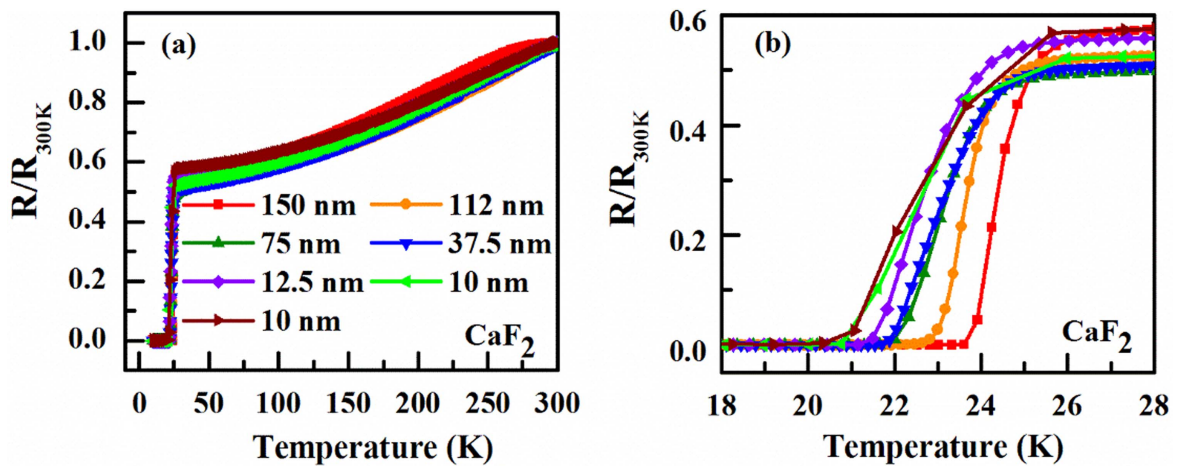 (a)
R/R300K
1.0
0.8
0.6
0.4
0.2
0.0
150 nm
112 nm
75 nm
37.5 nm
12.5 nm
10 nm
10 nm
CaF2
0 50 100 150 200 250 300
Temperature (K)
(b)
R/R300K
0.6
0.4
0.2
0.0
CaF2
18 20 22 24 26 28
Temperature (K)